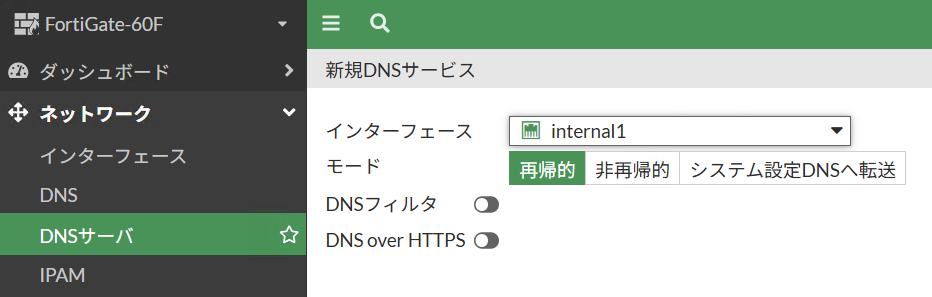 FortiGate-60F
ダッシュボード
ネットワーク
インターフェース
DNS
DNSサーバ
IPAM
新規DNSサービス
インターフェース internal1
モード 再帰的 非再帰的 システム設定DNSへ転送
DNSフィルタ
DNS over HTTPS